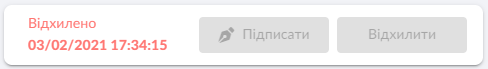 Відхилено
03/02/2021 17:34:15
Підписати
Відхилити